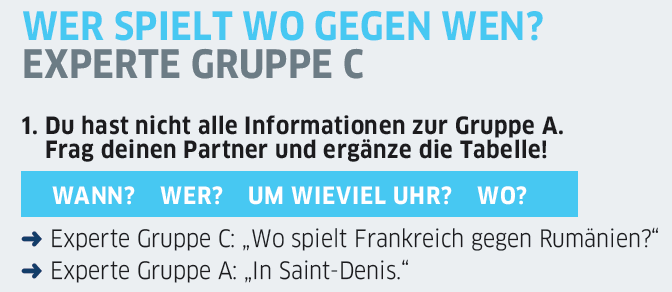 WER SPIELT WO GEGEN WEN?
EXPERTE GRUPPE C
1. Du hast nicht alle Informationen zur Gruppe A.
Frag deinen Partner und ergänze die Tabelle!
WANN? WER? UM WIEVIEL UHR? WO?
➜ Experte Gruppe C: „Wo spielt Frankreich gegen Rumänien?“
➜ Experte Gruppe A: „In Saint-Denis.“